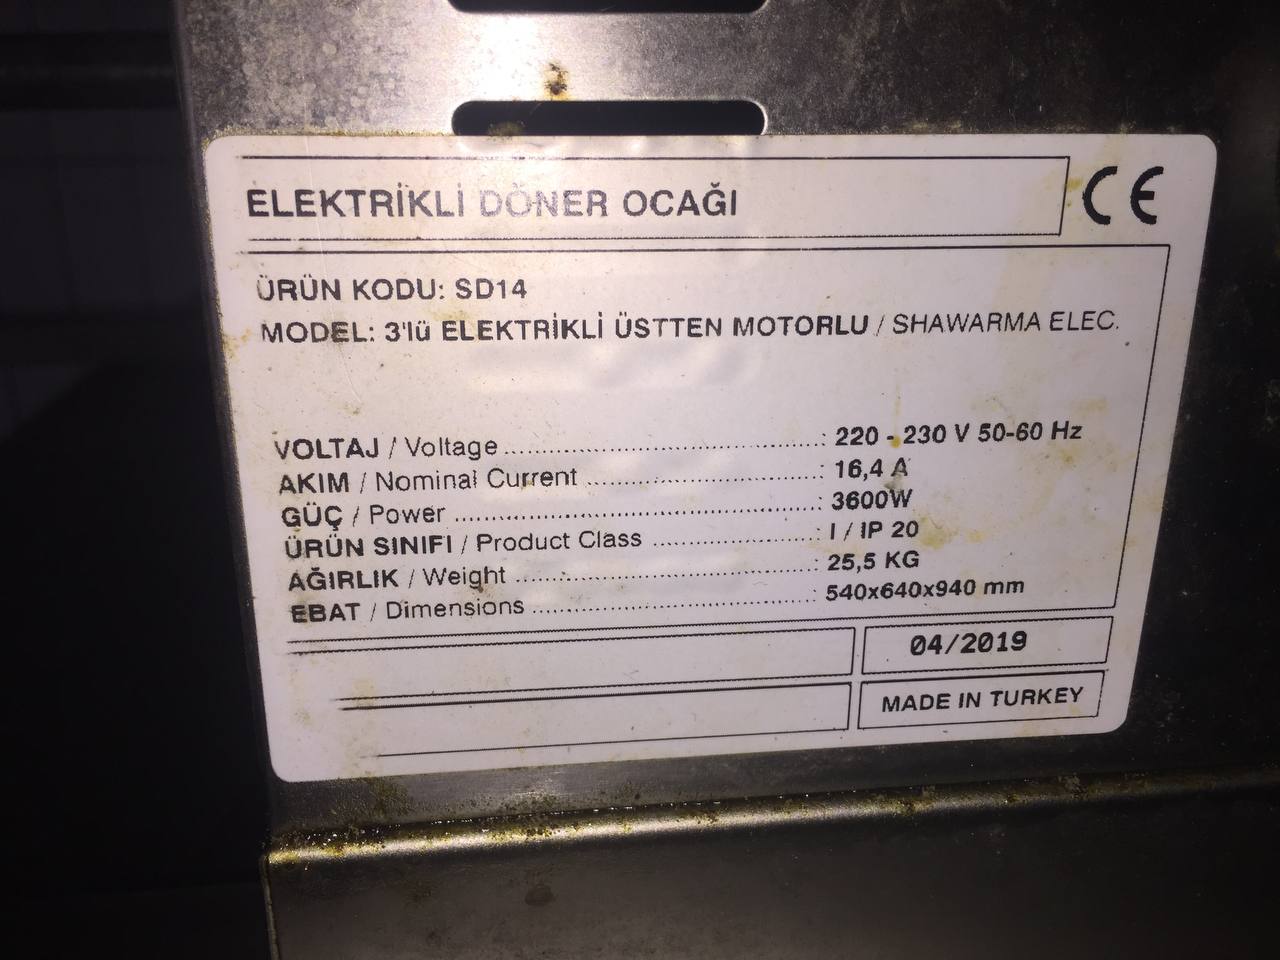 ELEKTRİKLİ DÖNER OCAĞI
CE
ÜRÜN KODU: SD14
MODEL: 3'lü ELEKTRİKLİ ÜSTTEN MOTORLU / SHAWARMA ELEC.
VOLTAJ / Voltage : 220 - 230 V 50-60 Hz
AKIM / Nominal Current : 16,4 A
GÜÇ / Power : 3600W
ÜRÜN SINIFI / Product Class : I / IP 20
AĞIRLIK / Weight : 25,5 KG
EBAT / Dimensions : 540x640x940 mm
04/2019
MADE IN TURKEY